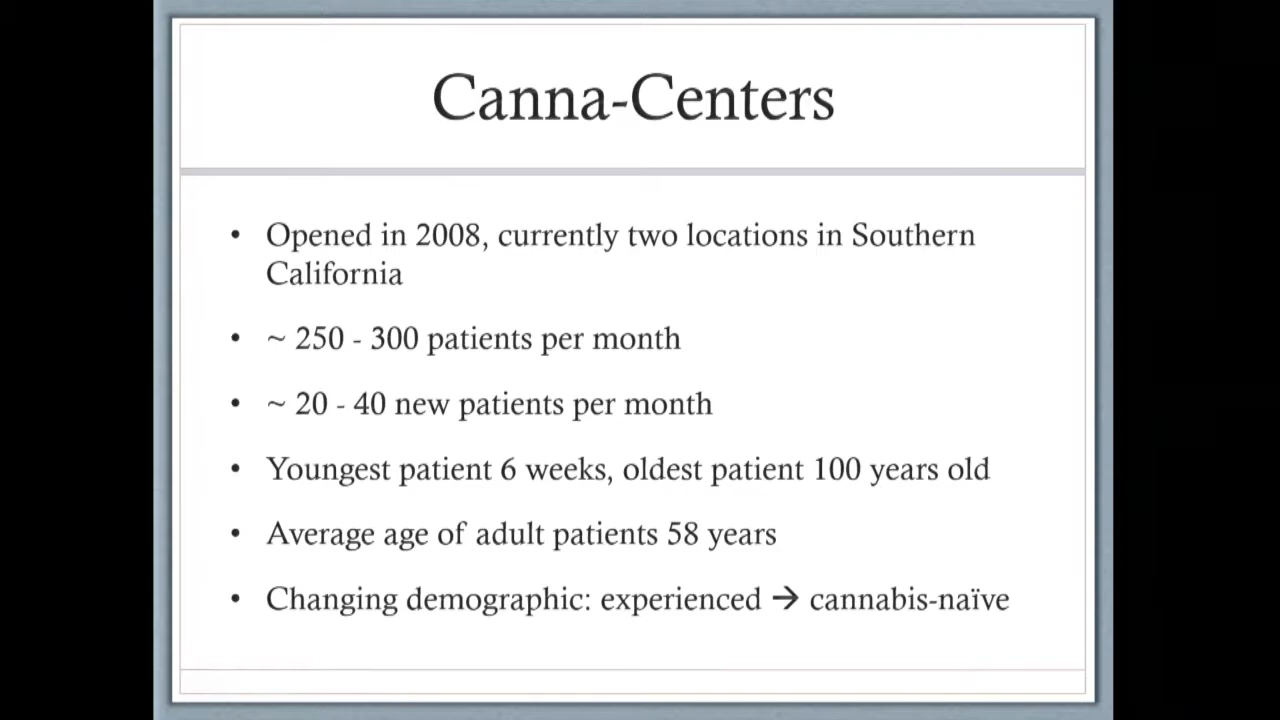 Canna-Centers
• Opened in 2008, currently two locations in Southern
California
• ~ 250 - 300 patients per month
• ~ 20 - 40 new patients per month
• Youngest patient 6 weeks, oldest patient 100 years old
• Average age of adult patients 58 years
• Changing demographic: experienced → cannabis-naïve